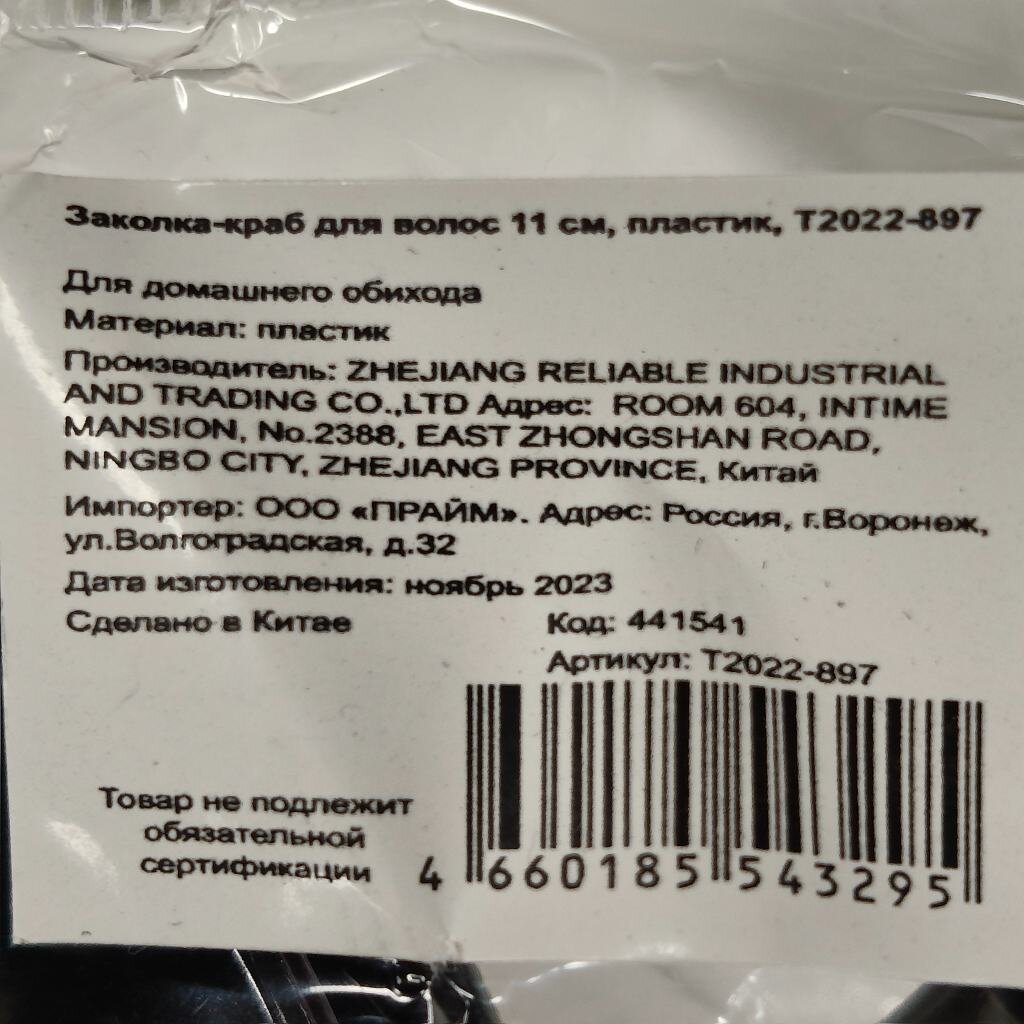 Заколка-краб для волос 11 см, пластик, Т2022-897
Для домашнего обихода
Материал: пластик
Производитель: ZHEJIANG RELIABLE INDUSTRIAL
AND TRADING CO.,LTD Адрес: ROOM 604, INTIME
MANSION, No.2388, EAST ZHONGSHAN ROAD,
NINGBO CITY, ZHEJIANG PROVINCE, Китай
Импортер: ООО «ПРАЙМ». Адрес: Россия, г.Воронеж,
ул.Волгоградская, д.32
Дата изготовления: ноябрь 2023
Сделано в Китае
Код: 441541
Артикул: Т2022-897
Товар не подлежит
обязательной
сертификации
4 660185 543295